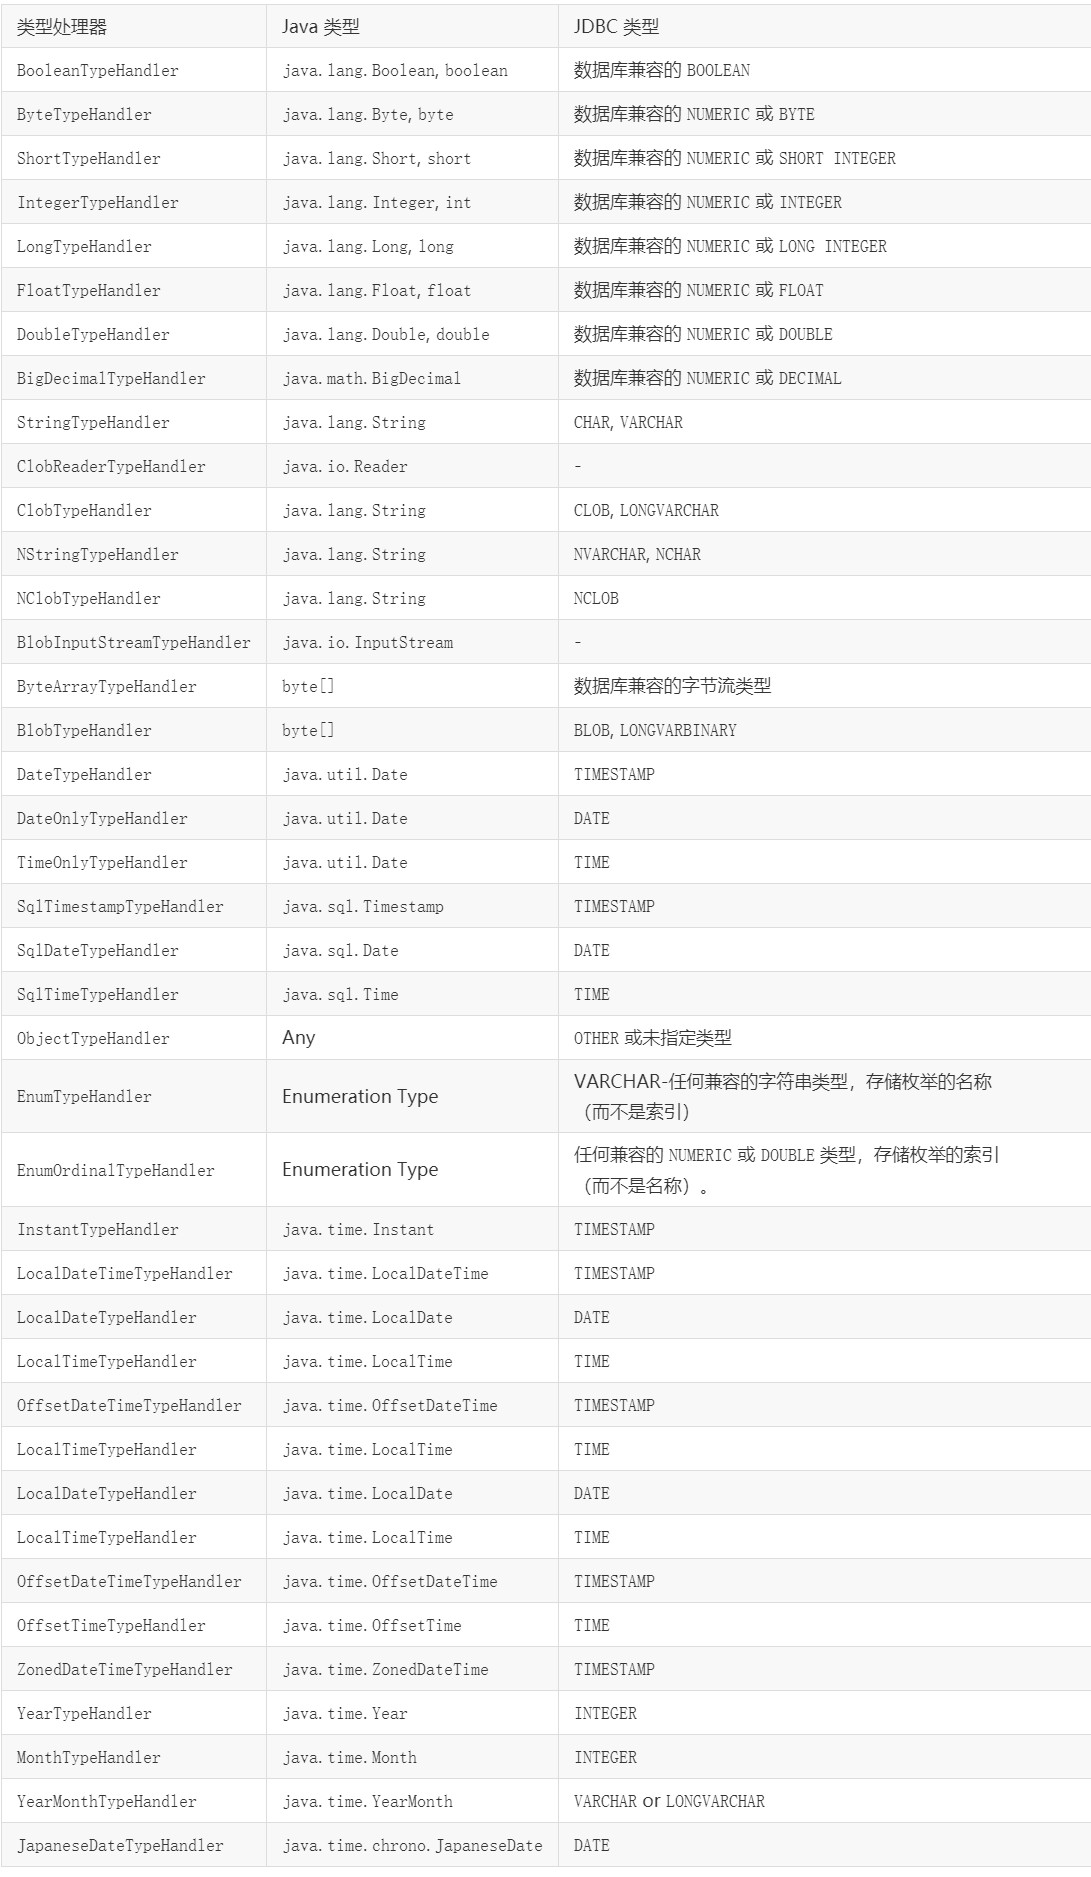 类型处理器 Java 类型 JDBC 类型
BooleanTypeHandler java.lang.Boolean, boolean 数据库兼容的 BOOLEAN
ByteTypeHandler java.lang.Byte, byte 数据库兼容的 NUMERIC 或 BYTE
ShortTypeHandler java.lang.Short, short 数据库兼容的 NUMERIC 或 SHORT INTEGER
IntegerTypeHandler java.lang.Integer, int 数据库兼容的 NUMERIC 或 INTEGER
LongTypeHandler java.lang.Long, long 数据库兼容的 NUMERIC 或 LONG INTEGER
FloatTypeHandler java.lang.Float, float 数据库兼容的 NUMERIC 或 FLOAT
DoubleTypeHandler java.lang.Double, double 数据库兼容的 NUMERIC 或 DOUBLE
BigDecimalTypeHandler java.math.BigDecimal 数据库兼容的 NUMERIC 或 DECIMAL
StringTypeHandler java.lang.String CHAR, VARCHAR
ClobReaderTypeHandler java.io.Reader -
ClobTypeHandler java.lang.String CLOB, LONGVARCHAR
NStringTypeHandler java.lang.String NVARCHAR, NCHAR
NClobTypeHandler java.lang.String NCLOB
BlobInputStreamTypeHandler java.io.InputStream -
ByteArrayTypeHandler byte[] 数据库兼容的字节流类型
BlobTypeHandler byte[] BLOB, LONGVARBINARY
DateTypeHandler java.util.Date TIMESTAMP
DateOnlyTypeHandler java.util.Date DATE
TimeOnlyTypeHandler java.util.Date TIME
SqlTimestampTypeHandler java.sql.Timestamp TIMESTAMP
SqlDateTypeHandler java.sql.Date DATE
SqlTimeTypeHandler java.sql.Time TIME
ObjectTypeHandler Any OTHER 或未指定类型
EnumTypeHandler Enumeration Type VARCHAR-任何兼容的字符串类型，存储枚举的名称
（而不是索引）
EnumOrdinalTypeHandler Enumeration Type 任何兼容的 NUMERIC 或 DOUBLE 类型，存储枚举的索引
（而不是名称）。
InstantTypeHandler java.time.Instant TIMESTAMP
LocalDateTimeTypeHandler java.time.LocalDateTime TIMESTAMP
LocalDateTypeHandler java.time.LocalDate DATE
LocalTimeTypeHandler java.time.LocalTime TIME
OffsetDateTimeTypeHandler java.time.OffsetDateTime TIMESTAMP
LocalTimeTypeHandler java.time.LocalTime TIME
LocalDateTypeHandler java.time.LocalDate DATE
LocalTimeTypeHandler java.time.LocalTime TIME
OffsetDateTimeTypeHandler java.time.OffsetDateTime TIMESTAMP
OffsetTimeTypeHandler java.time.OffsetTime TIME
ZonedDateTimeTypeHandler java.time.ZonedDateTime TIMESTAMP
YearTypeHandler java.time.Year INTEGER
MonthTypeHandler java.time.Month INTEGER
YearMonthTypeHandler java.time.YearMonth VARCHAR or LONGVARCHAR
JapaneseDateTypeHandler java.time.chrono.JapaneseDate DATE